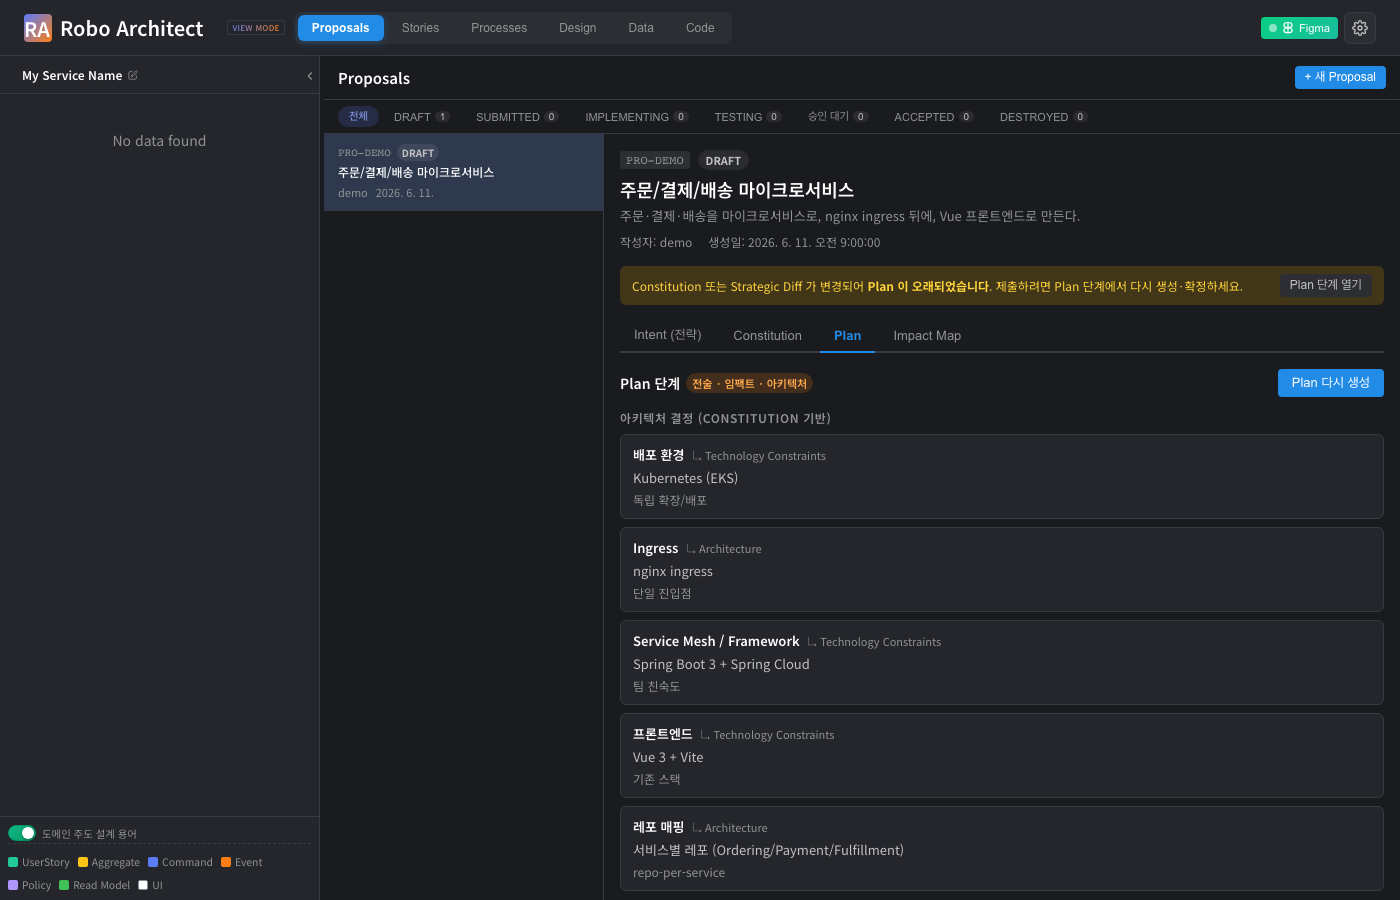 RA Robo Architect VIEW MODE Proposals Stories Processes Design Data Code Figma
My Service Name
No data found
도메인 주도 설계 용어
UserStory Aggregate Command Event
Policy Read Model UI
Proposals + 새 Proposal
전체 DRAFT 1 SUBMITTED 0 IMPLEMENTING 0 TESTING 0 승인 대기 0 ACCEPTED 0 DESTROYED 0
PRO-DEMO DRAFT
주문/결제/배송 마이크로서비스
demo 2026. 6. 11.
PRO-DEMO DRAFT
주문/결제/배송 마이크로서비스
주문·결제·배송을 마이크로서비스로, nginx ingress 뒤에, Vue 프론트엔드로 만든다.
작성자: demo 생성일: 2026. 6. 11. 오전 9:00:00
Constitution 또는 Strategic Diff 가 변경되어 Plan 이 오래되었습니다. 제출하려면 Plan 단계에서 다시 생성·확정하세요. Plan 단계 열기
Intent (전략) Constitution Plan Impact Map
Plan 단계 전술 · 임팩트 · 아키텍처 Plan 다시 생성
아키텍처 결정 (CONSTITUTION 기반)
배포 환경 Technology Constraints
Kubernetes (EKS)
독립 확장/배포
Ingress Architecture
nginx ingress
단일 진입점
Service Mesh / Framework Technology Constraints
Spring Boot 3 + Spring Cloud
팀 친숙도
프론트엔드 Technology Constraints
Vue 3 + Vite
기존 스택
레포 매핑 Architecture
서비스별 레포 (Ordering/Payment/Fulfillment)
repo-per-service